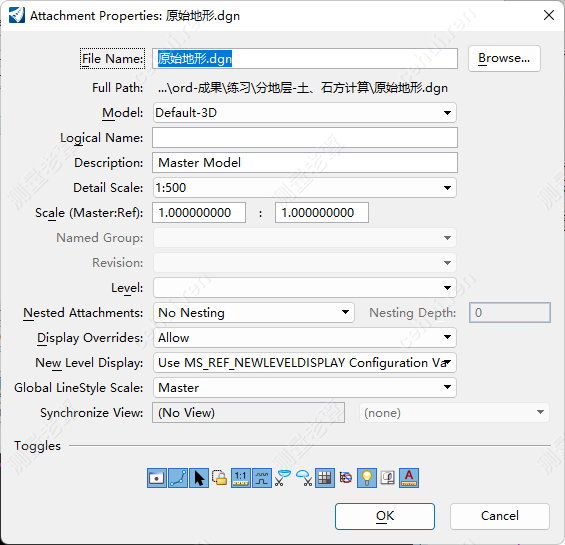 Attachment Properties: 原始地形.dgn
File Name: 原始地形.dgn Browse...
Full Path: ...\ord-成果\练习\分地层-土、石方计算\原始地形.dgn
Model: Default-3D
Logical Name:
Description: Master Model
Detail Scale: 1:500
Scale (Master:Ref): 1.000000000 : 1.000000000
Named Group:
Revision:
Level:
Nested Attachments: No Nesting Nesting Depth: 0
Display Overrides: Allow
New Level Display: Use MS_REF_NEWLEVELDISPLAY Configuration Va
Global LineStyle Scale: Master
Synchronize View: (No View) (none)
Toggles
1:1 A
OK Cancel